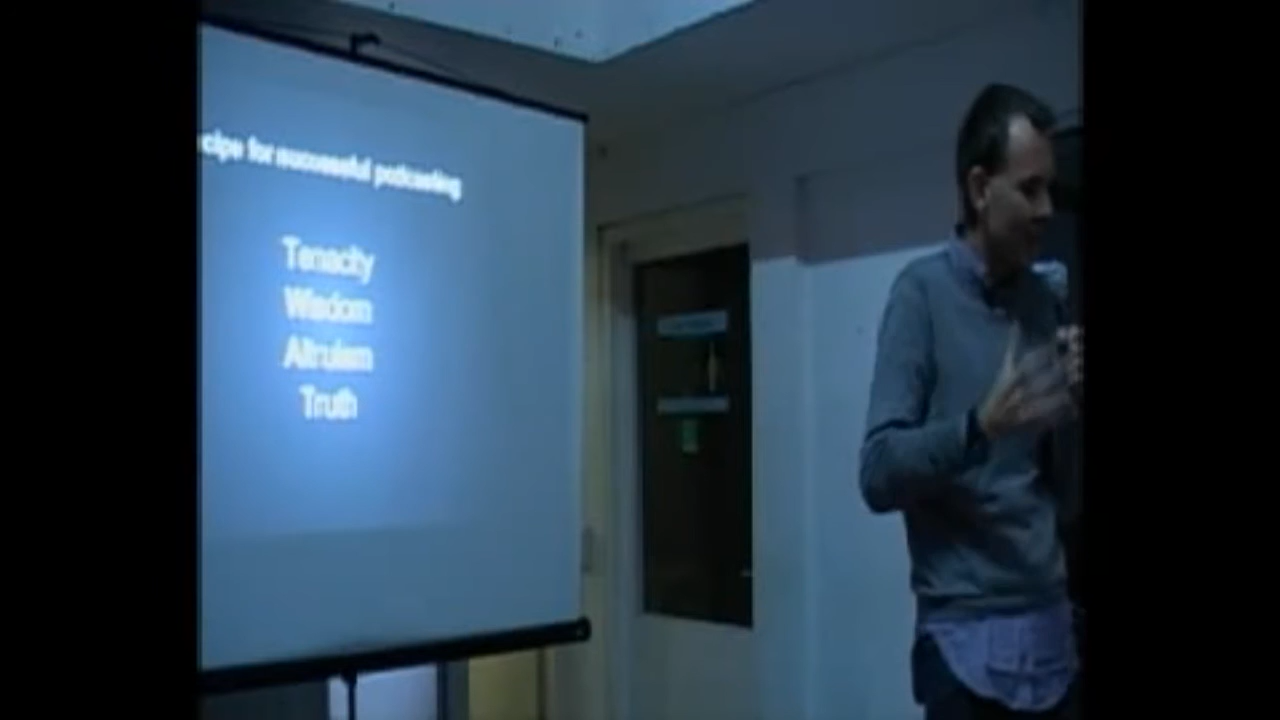 cipe for successful podcasting
Tenacity
Wisdom
Altruism
Truth